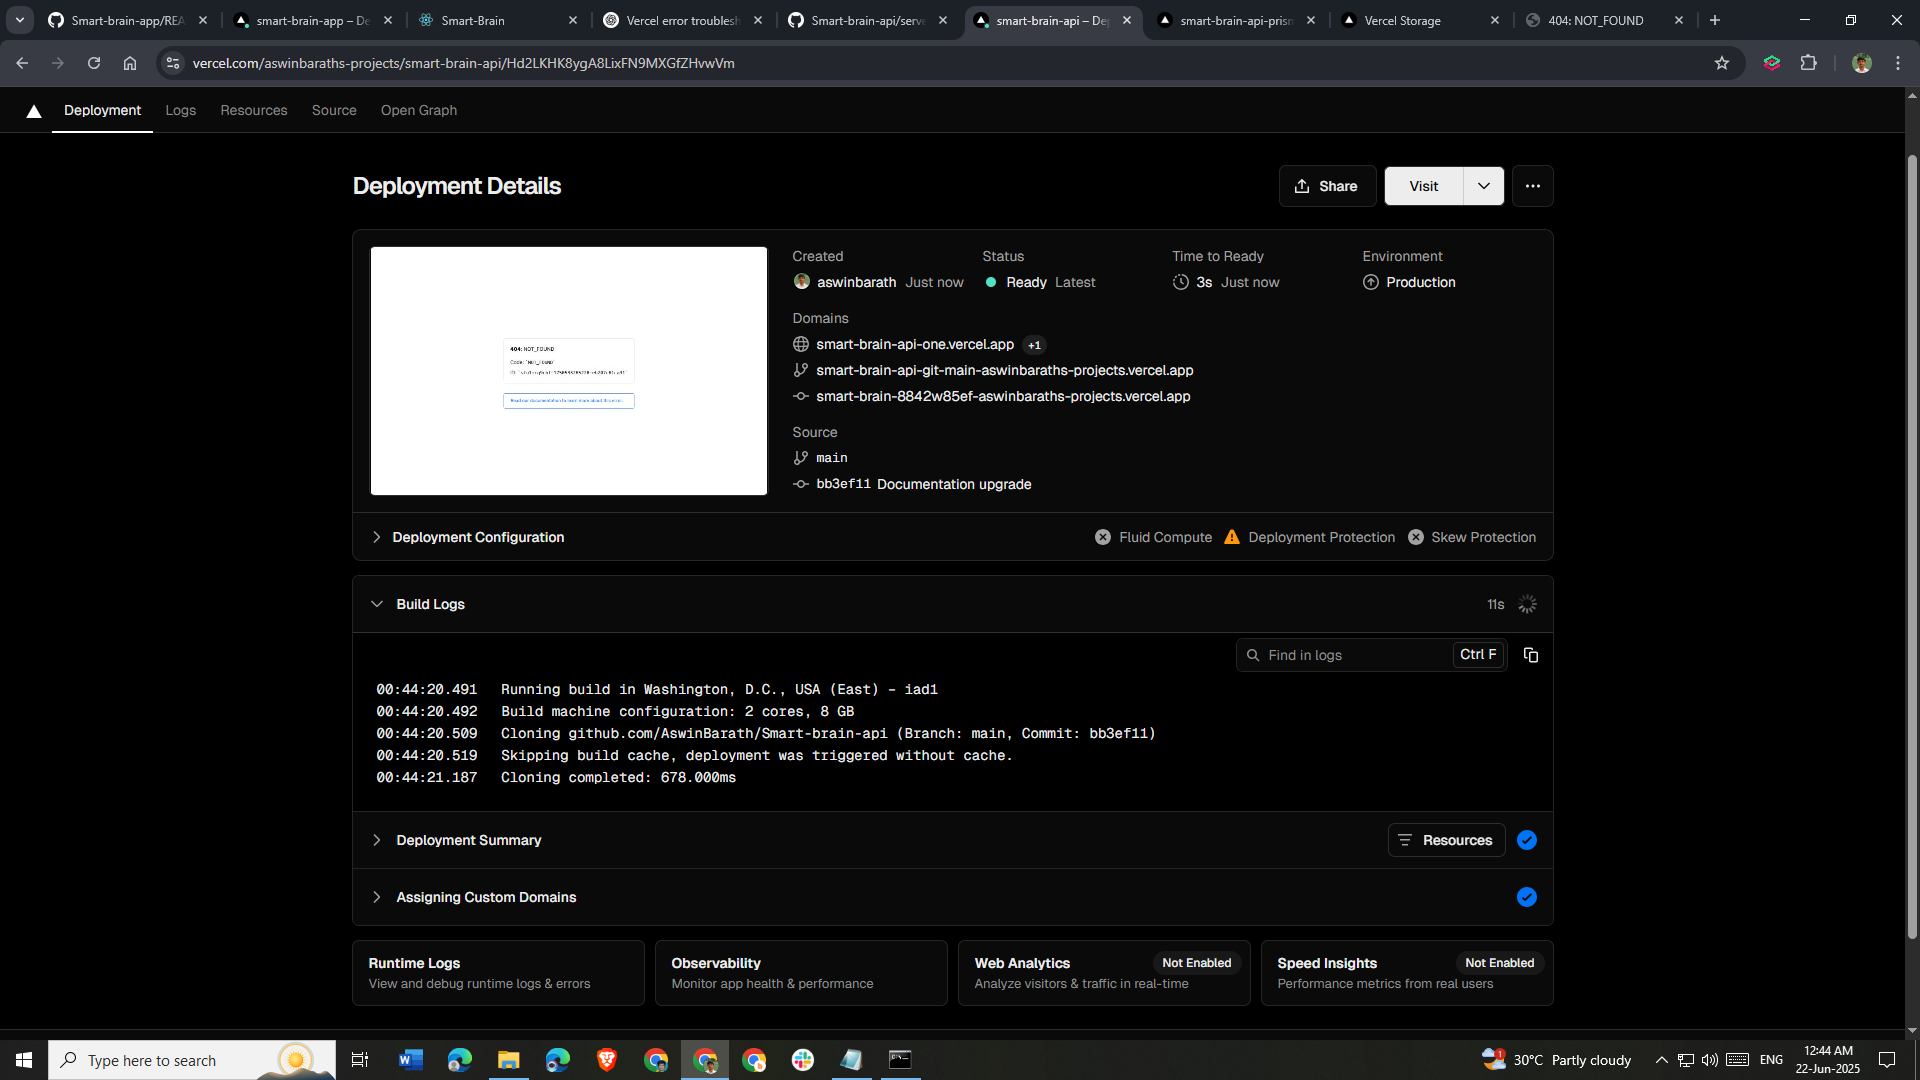 Smart-brain-app/REA
smart-brain-app – De
Smart-Brain
Vercel error troublesh
Smart-brain-api/serve
smart-brain-api – Dep
smart-brain-api-prism
Vercel Storage
404: NOT_FOUND
vercel.com/aswinbaraths-projects/smart-brain-api/Hd2LKHK8ygA8LixFN9MXGfZHvwVm
Deployment Logs Resources Source Open Graph
Deployment Details
Share
Visit
404: NOT_FOUND
Code: `NOT_FOUND`
Read our documentation to learn more about this error.
Created Status Time to Ready Environment
aswinbarath Just now Ready Latest 3s Just now Production
Domains
smart-brain-api-one.vercel.app +1
smart-brain-api-git-main-aswinbaraths-projects.vercel.app
smart-brain-8842w85ef-aswinbaraths-projects.vercel.app
Source
main
bb3ef11 Documentation upgrade
Deployment Configuration Fluid Compute Deployment Protection Skew Protection
Build Logs 11s
Find in logs Ctrl F
00:44:20.491 Running build in Washington, D.C., USA (East) – iad1
00:44:20.492 Build machine configuration: 2 cores, 8 GB
00:44:20.509 Cloning github.com/AswinBarath/Smart-brain-api (Branch: main, Commit: bb3ef11)
00:44:20.519 Skipping build cache, deployment was triggered without cache.
00:44:21.187 Cloning completed: 678.000ms
Deployment Summary Resources
Assigning Custom Domains
Runtime Logs
View and debug runtime logs & errors
Observability
Monitor app health & performance
Web Analytics Not Enabled
Analyze visitors & traffic in real-time
Speed Insights Not Enabled
Performance metrics from real users
Type here to search
1
30°C Partly cloudy
ENG
12:44 AM
22-Jun-2025